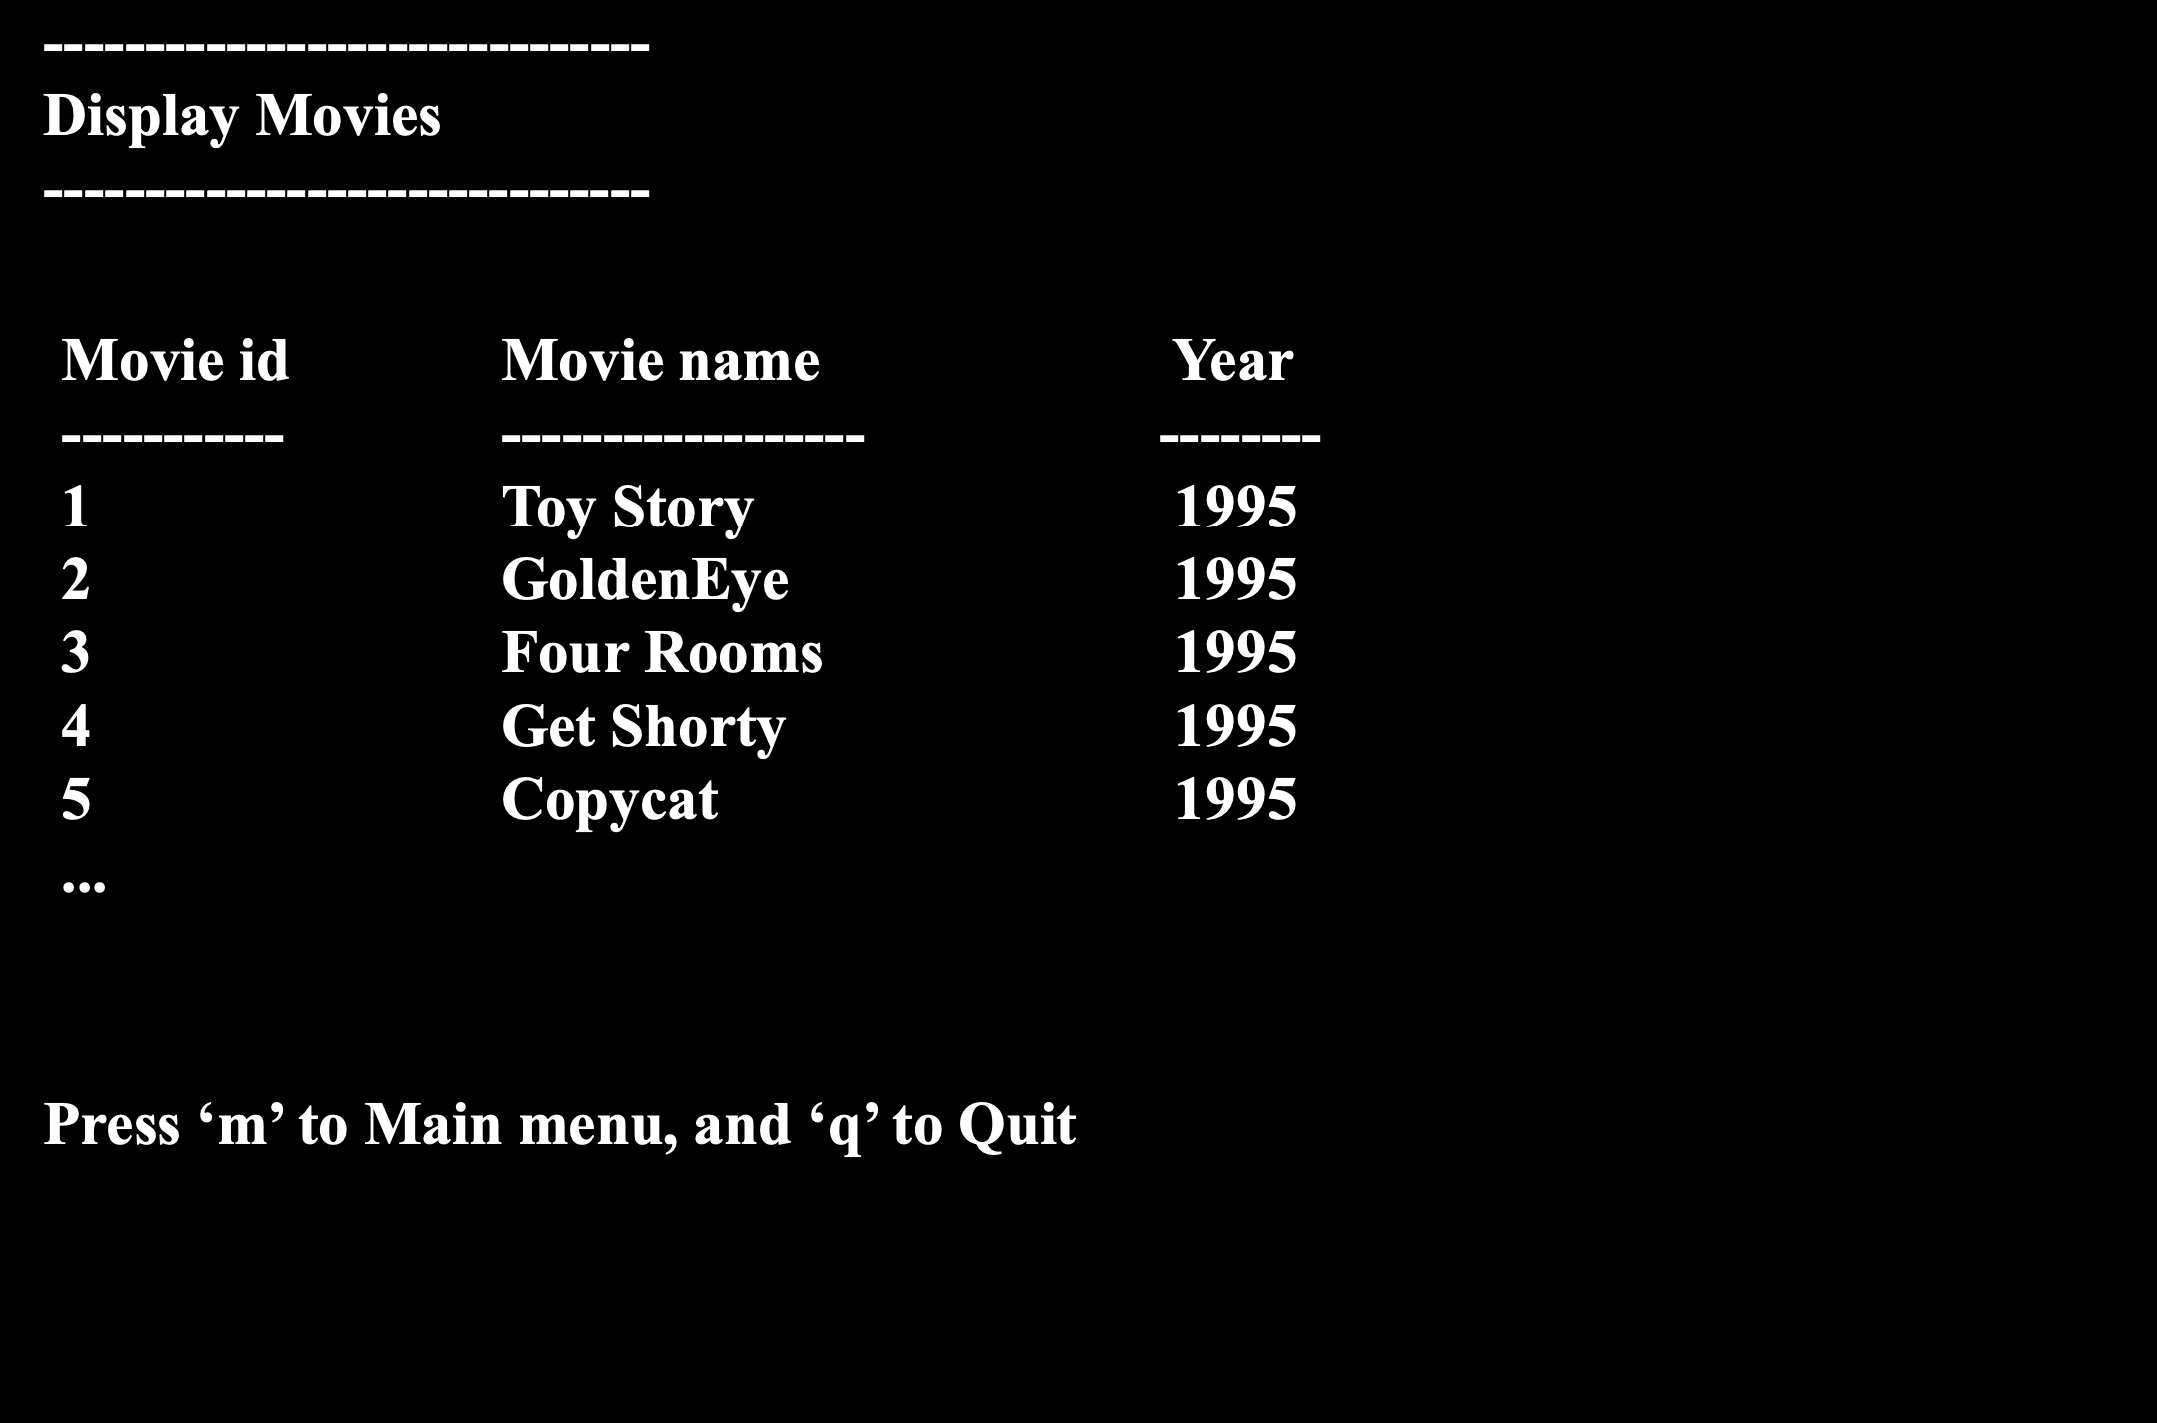 ------------------------------
Display Movies
------------------------------
Movie id Movie name Year
----------- ------------------ --------
1 Toy Story 1995
2 GoldenEye 1995
3 Four Rooms 1995
4 Get Shorty 1995
5 Copycat 1995
...
Press ‘m’ to Main menu, and ‘q’ to Quit